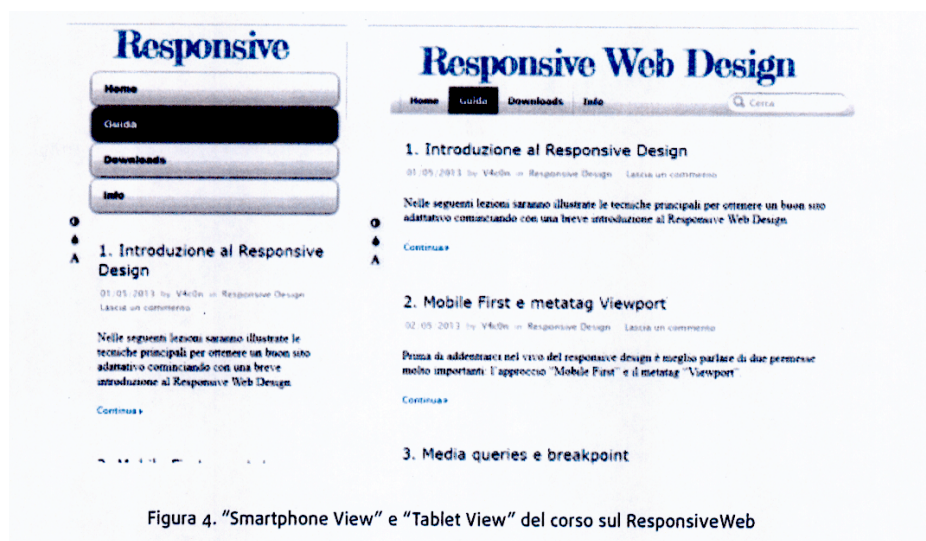 Responsive
Home
Guida
Downloads
Info
A
1. Introduzione al Responsive
Design
01/05/2013 by V4c0n in Responsive Design
Lascia un commento
Nelle seguenti lezioni saranno illustrate le
tecniche principali per ottenere un buon sito
adattativo cominciando con una breve
introduzione al Responsive Web Design
Continua
Responsive Web Design
Home Guida Downloads Info Cerca
1. Introduzione al Responsive Design
01/05/2013 by V4c0n in Responsive Design Lascia un commento
Nelle seguenti lezioni saranno illustrate le tecniche principali per ottenere un buon sito
adattativo cominciando con una breve introduzione al Responsive Web Design
A
Continua
2. Mobile First e metatag Viewport
02/05/2013 by V4c0n in Responsive Design Lascia un commento
Prima di addentrarci nel vivo del responsive design è meglio parlare di due premesse
molto importanti: l'approccio "Mobile First" e il metatag "Viewport"
Continua
3. Media queries e breakpoint
Figura 4. "Smartphone View" e "Tablet View" del corso sul ResponsiveWeb